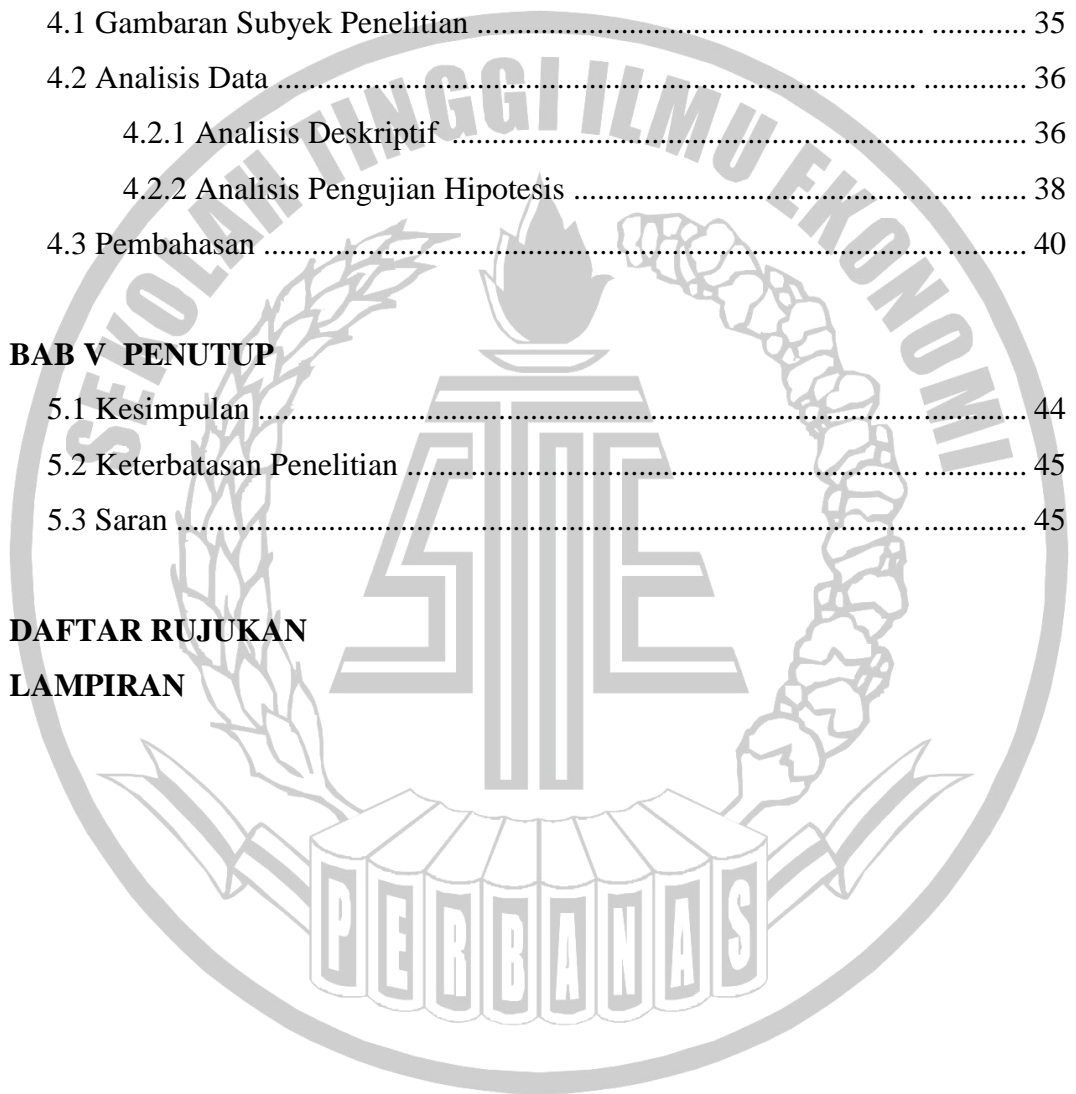 4.1 Gambaran Subyek Penelitian ........................................................ ............ 35
4.2 Analisis Data ................................................................................. ............ 36
4.2.1 Analisis Deskriptif ........................................................................ 36
4.2.2 Analisis Pengujian Hipotesis .................................................. ...... 38
4.3 Pembahasan ..................................................................................... .......... 40
BAB V PENUTUP
5.1 Kesimpulan ....................................................................................... ............. 44
5.2 Keterbatasan Penelitian ................................................................ ............. 45
5.3 Saran .............................................................................................. ............. 45
DAFTAR RUJUKAN
LAMPIRAN
SEKOLAH TINGGI ILMU EKONOMI
STIE
PERBANAS